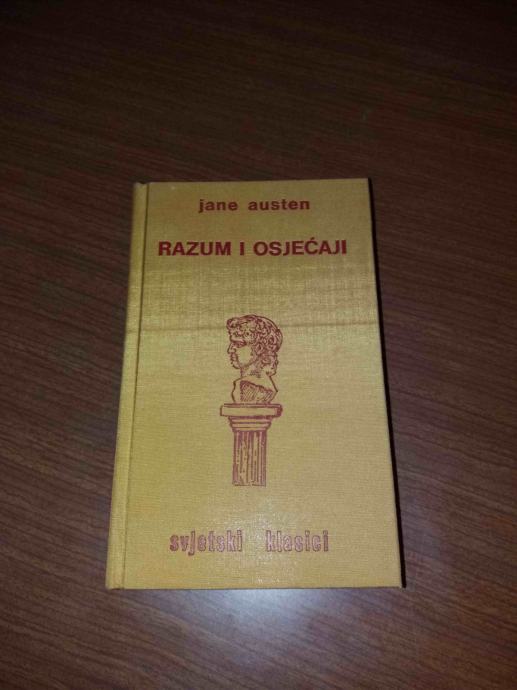 jane austen
RAZUM I OSJEĆAJI
svjetski klasici